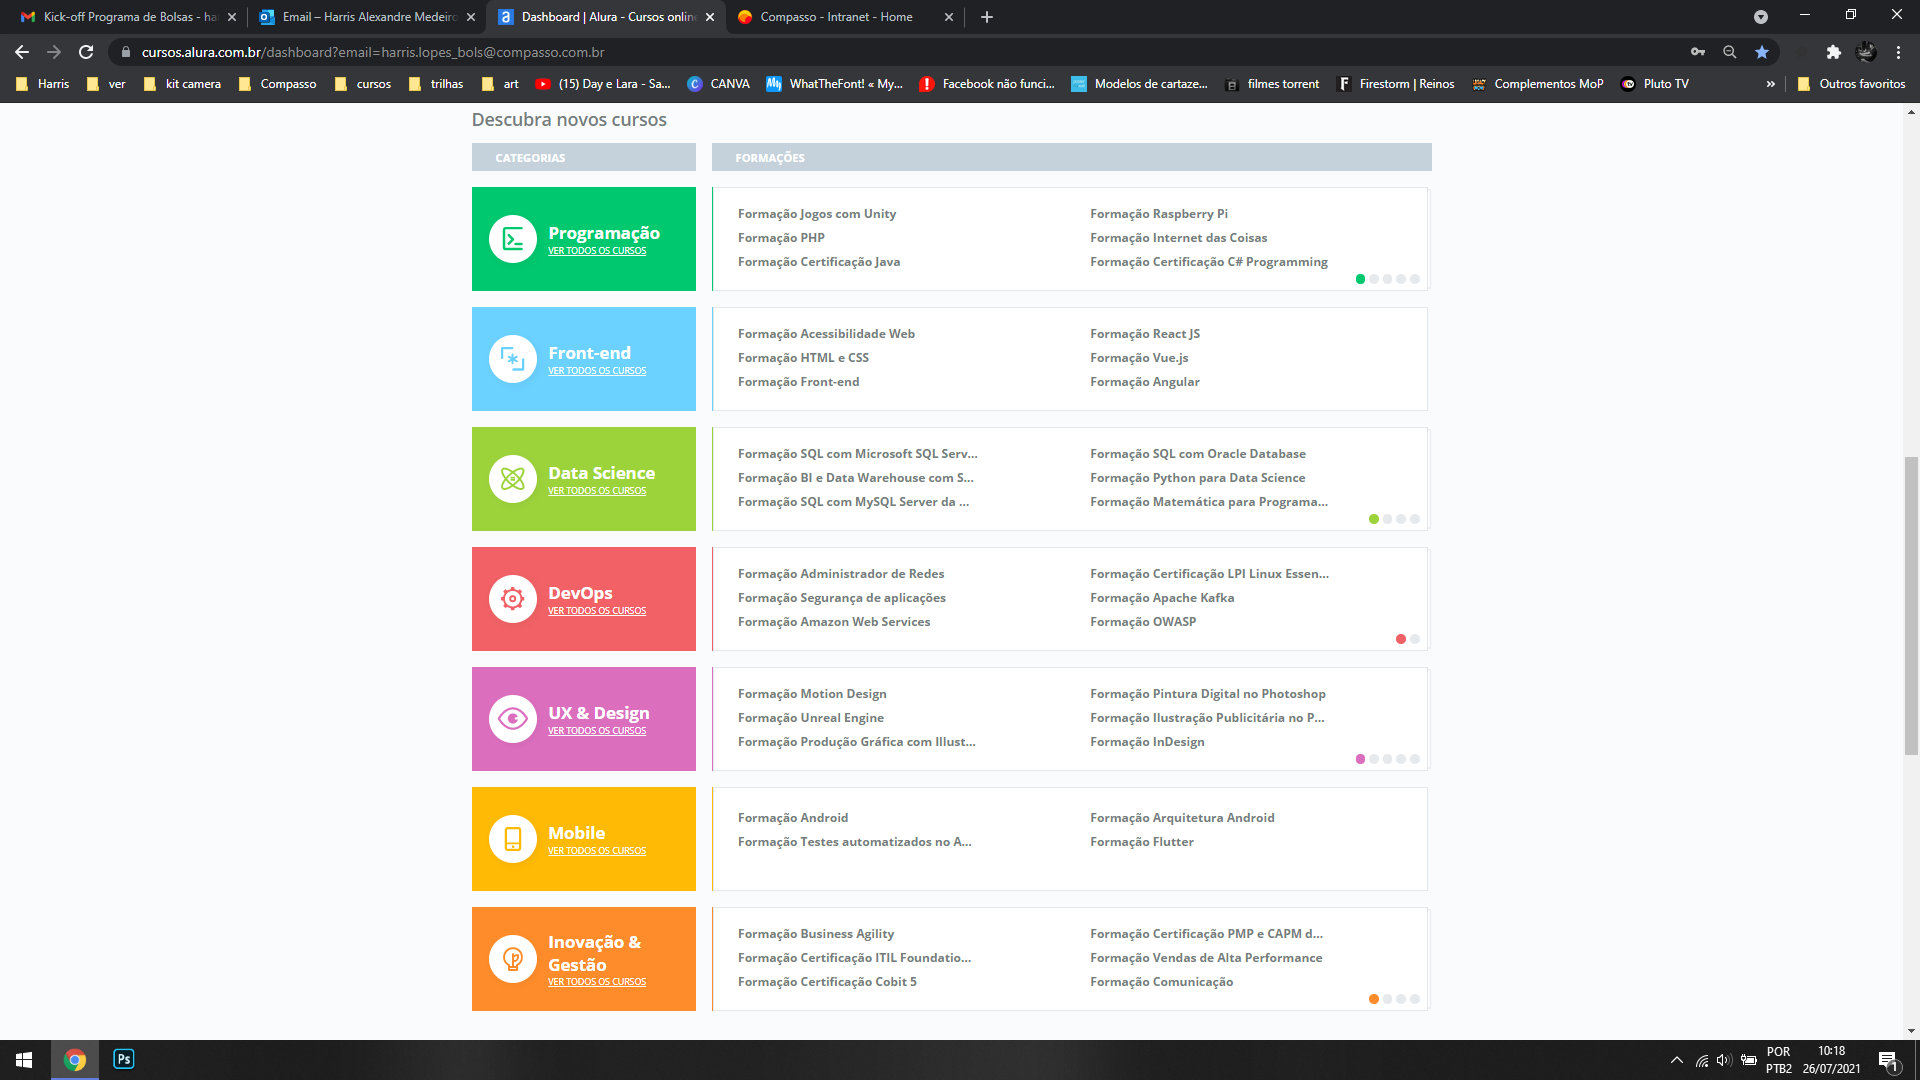 Kick-off Programa de Bolsas - ha
Email – Harris Alexandre Medeiro
Dashboard | Alura - Cursos online
Compasso - Intranet - Home
cursos.alura.com.br/dashboard?email=harris.lopes_bols@compasso.com.br
Harris
ver
kit camera
Compasso
cursos
trilhas
art
(15) Day e Lara - Sa...
CANVA
WhatTheFont! « My...
Facebook não funci...
Modelos de cartaze...
filmes torrent
Firestorm | Reinos
Complementos MoP
Pluto TV
»
Outros favoritos
Descubra novos cursos
CATEGORIAS
FORMAÇÕES
Programação
VER TODOS OS CURSOS
Formação Jogos com Unity
Formação Raspberry Pi
Formação PHP
Formação Internet das Coisas
Formação Certificação Java
Formação Certificação C# Programming
Front-end
VER TODOS OS CURSOS
Formação Acessibilidade Web
Formação React JS
Formação HTML e CSS
Formação Vue.js
Formação Front-end
Formação Angular
Data Science
VER TODOS OS CURSOS
Formação SQL com Microsoft SQL Serv...
Formação SQL com Oracle Database
Formação BI e Data Warehouse com S...
Formação Python para Data Science
Formação SQL com MySQL Server da ...
Formação Matemática para Programa...
DevOps
VER TODOS OS CURSOS
Formação Administrador de Redes
Formação Certificação LPI Linux Essen...
Formação Segurança de aplicações
Formação Apache Kafka
Formação Amazon Web Services
Formação OWASP
UX & Design
VER TODOS OS CURSOS
Formação Motion Design
Formação Pintura Digital no Photoshop
Formação Unreal Engine
Formação Ilustração Publicitária no P...
Formação Produção Gráfica com Illust...
Formação InDesign
Mobile
VER TODOS OS CURSOS
Formação Android
Formação Arquitetura Android
Formação Testes automatizados no A...
Formação Flutter
Inovação &
Gestão
VER TODOS OS CURSOS
Formação Business Agility
Formação Certificação PMP e CAPM d...
Formação Certificação ITIL Foundatio...
Formação Vendas de Alta Performance
Formação Certificação Cobit 5
Formação Comunicação
Ps
POR
PTB2
10:18
26/07/2021
1